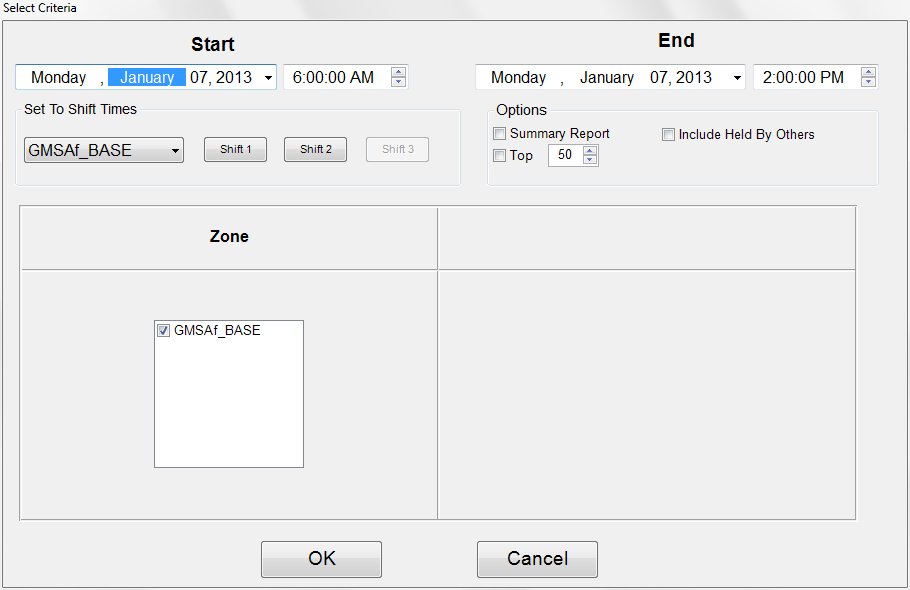 Select Criteria
Start
End
Monday , January 07, 2013 6:00:00 AM
Monday , January 07, 2013 2:00:00 PM
Set To Shift Times
GMSAf_BASE Shift 1 Shift 2 Shift 3
Options
Summary Report Include Held By Others
Top 50
Zone
GMSAf_BASE
OK Cancel